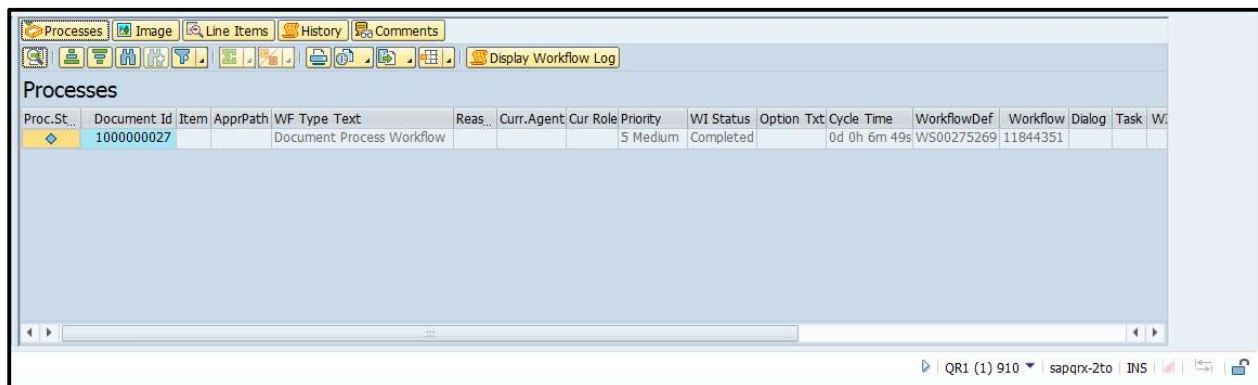 Processes Image Line Items History Comments
Display Workflow Log
Processes
Proc.St... Document Id Item ApprPath WF Type Text Reas... Curr.Agent Cur Role Priority WI Status Option Txt Cycle Time WorkflowDef Workflow Dialog Task WI
1000000027 Document Process Workflow 5 Medium Completed 0d 0h 6m 49s WS00275269 11844351
QR1 (1) 910 sapqrx-2to INS